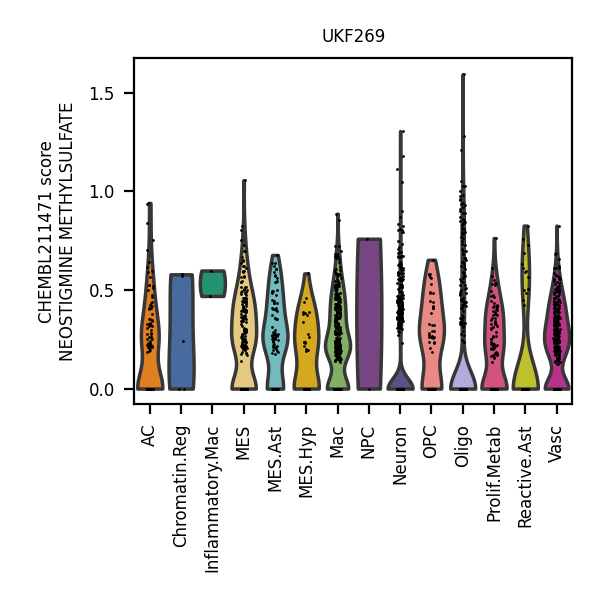 UKF269
CHEMBL211471 score
NEOSTIGMINE METHYLSULFATE
1.5
1.0
0.5
0.0
AC
Chromatin.Reg
Inflammatory.Mac
MES
MES.Ast
MES.Hyp
Mac
NPC
Neuron
OPC
Oligo
Prolif.Metab
Reactive.Ast
Vasc